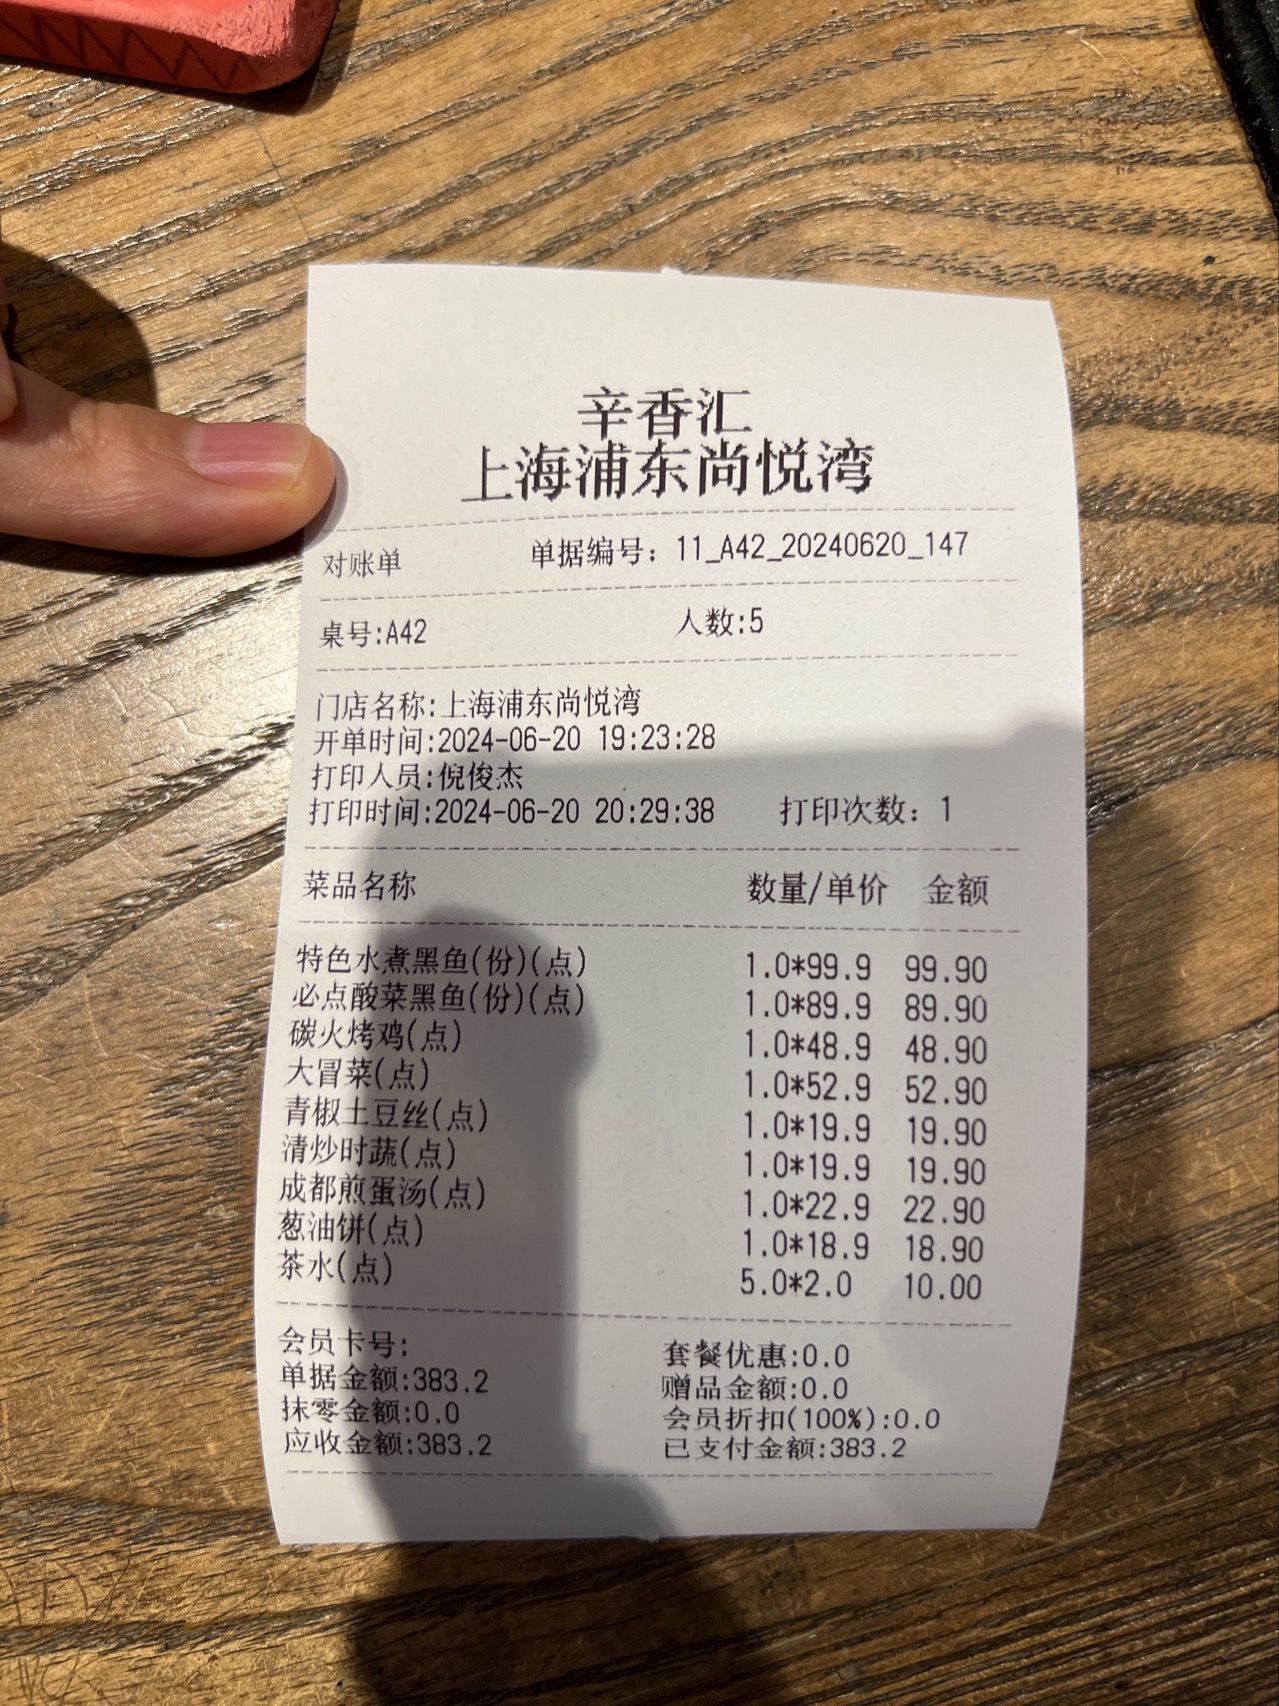 辛香汇
上海浦东尚悦湾
对账单 单据编号：11_A42_20240620_147
桌号:A42 人数:5
门店名称:上海浦东尚悦湾
开单时间:2024-06-20 19:23:28
打印人员:倪俊杰
打印时间:2024-06-20 20:29:38 打印次数：1
菜品名称 数量/单价 金额
特色水煮黑鱼(份)(点) 1.0*99.9 99.90
必点酸菜黑鱼(份)(点) 1.0*89.9 89.90
碳火烤鸡(点) 1.0*48.9 48.90
大冒菜(点) 1.0*52.9 52.90
青椒土豆丝(点) 1.0*19.9 19.90
清炒时蔬(点) 1.0*19.9 19.90
成都煎蛋汤(点) 1.0*22.9 22.90
葱油饼(点) 1.0*18.9 18.90
茶水(点) 5.0*2.0 10.00
会员卡号: 套餐优惠:0.0
单据金额:383.2 赠品金额:0.0
抹零金额:0.0 会员折扣(100%):0.0
应收金额:383.2 已支付金额:383.2